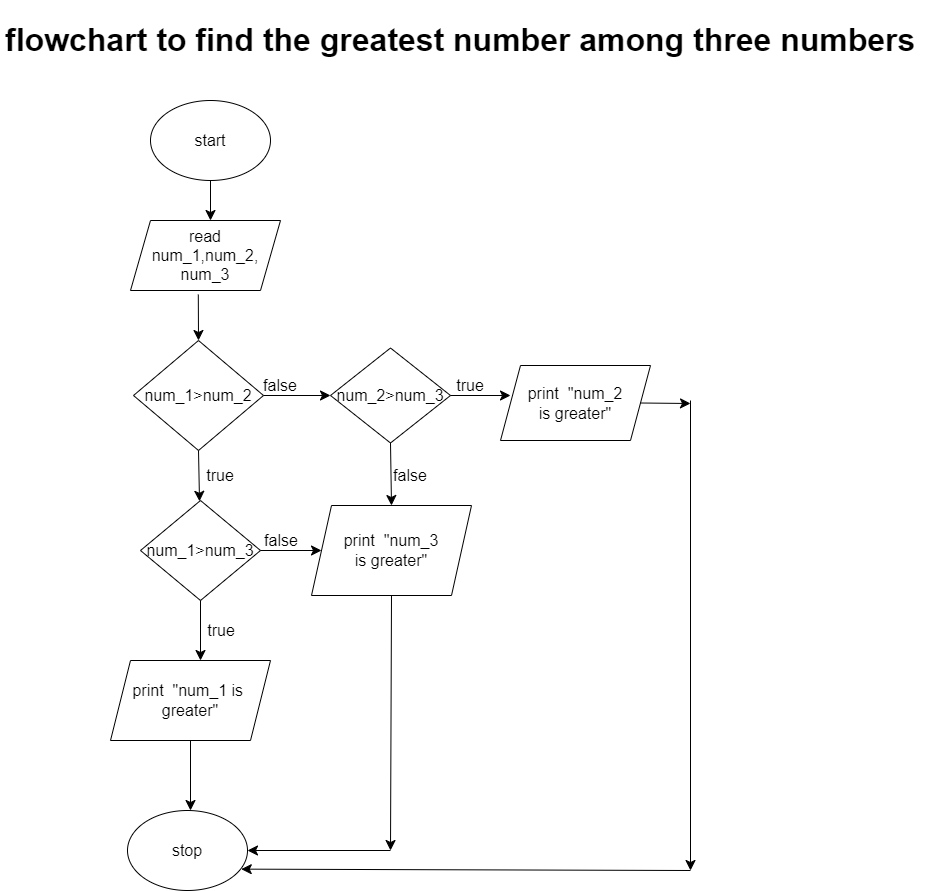 flowchart to find the greatest number among three numbers
start
read
num_1,num_2,
num_3
num_1>num_2
false
num_2>num_3
true
print "num_2
is greater"
true
false
num_1>num_3
false
print "num_3
is greater"
true
print "num_1 is
greater"
stop